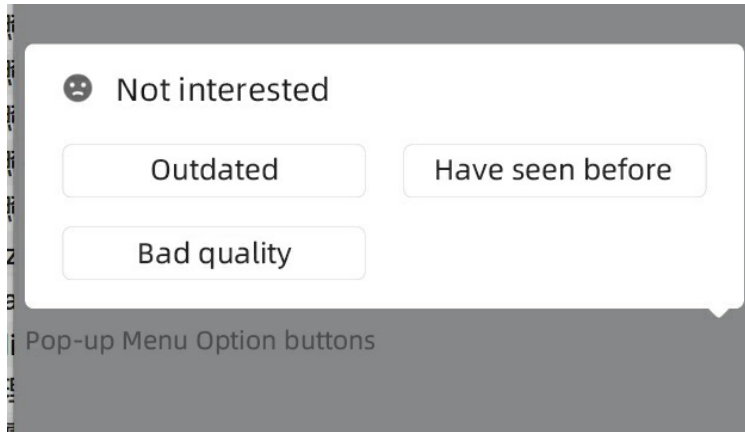 Not interested
Outdated
Have seen before
Bad quality
Pop-up Menu Option buttons